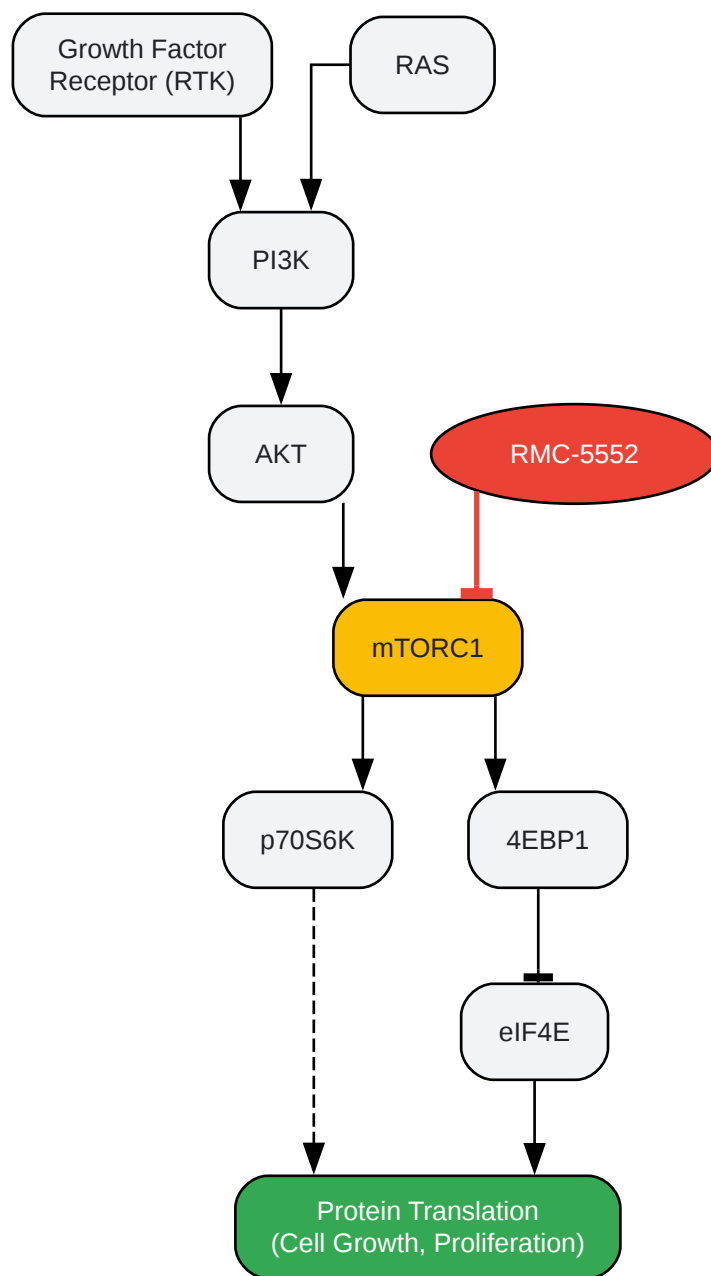 Growth Factor
Receptor (RTK)
RAS
PI3K
AKT
RMC-5552
mTORC1
p70S6K
4EBP1
eIF4E
Protein Translation
(Cell Growth, Proliferation)